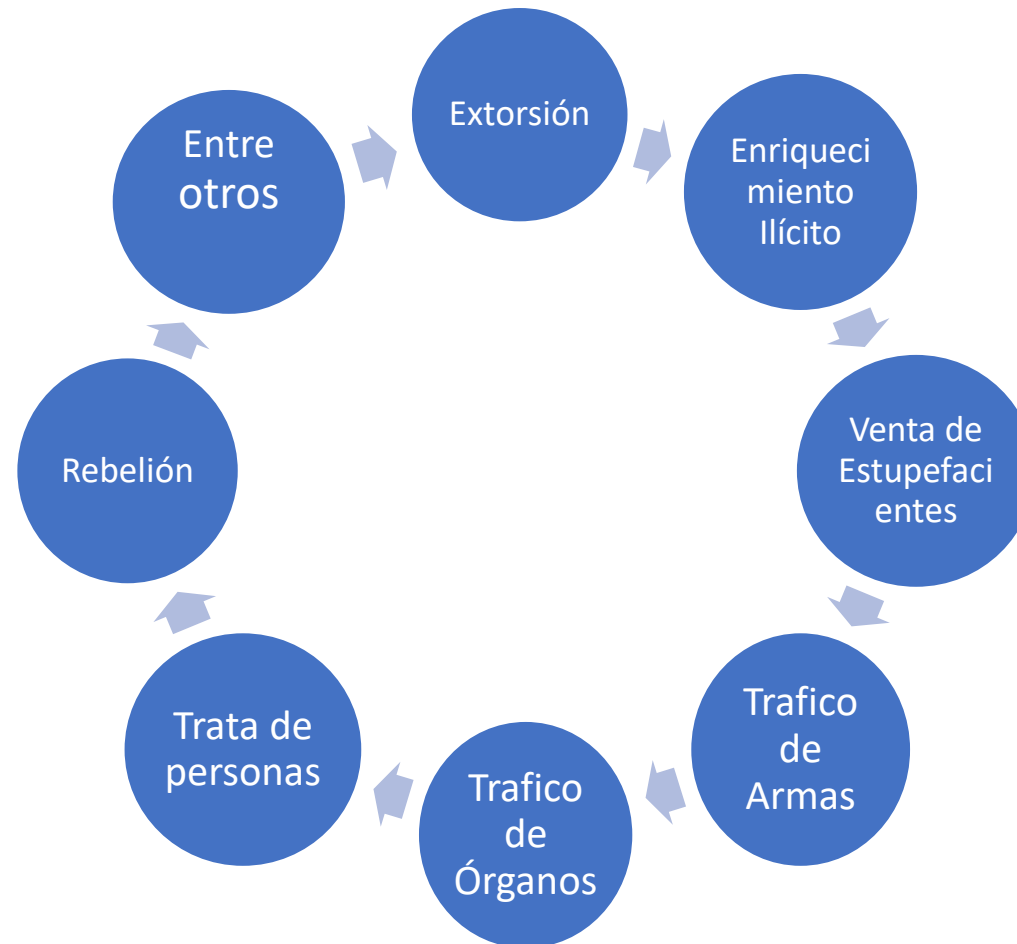 Extorsión
Enriqueci
miento
Ilícito
Venta de
Estupefaci
entes
Trafico
de
Armas
Trafico
de
Órganos
Trata de
personas
Rebelión
Entre
otros